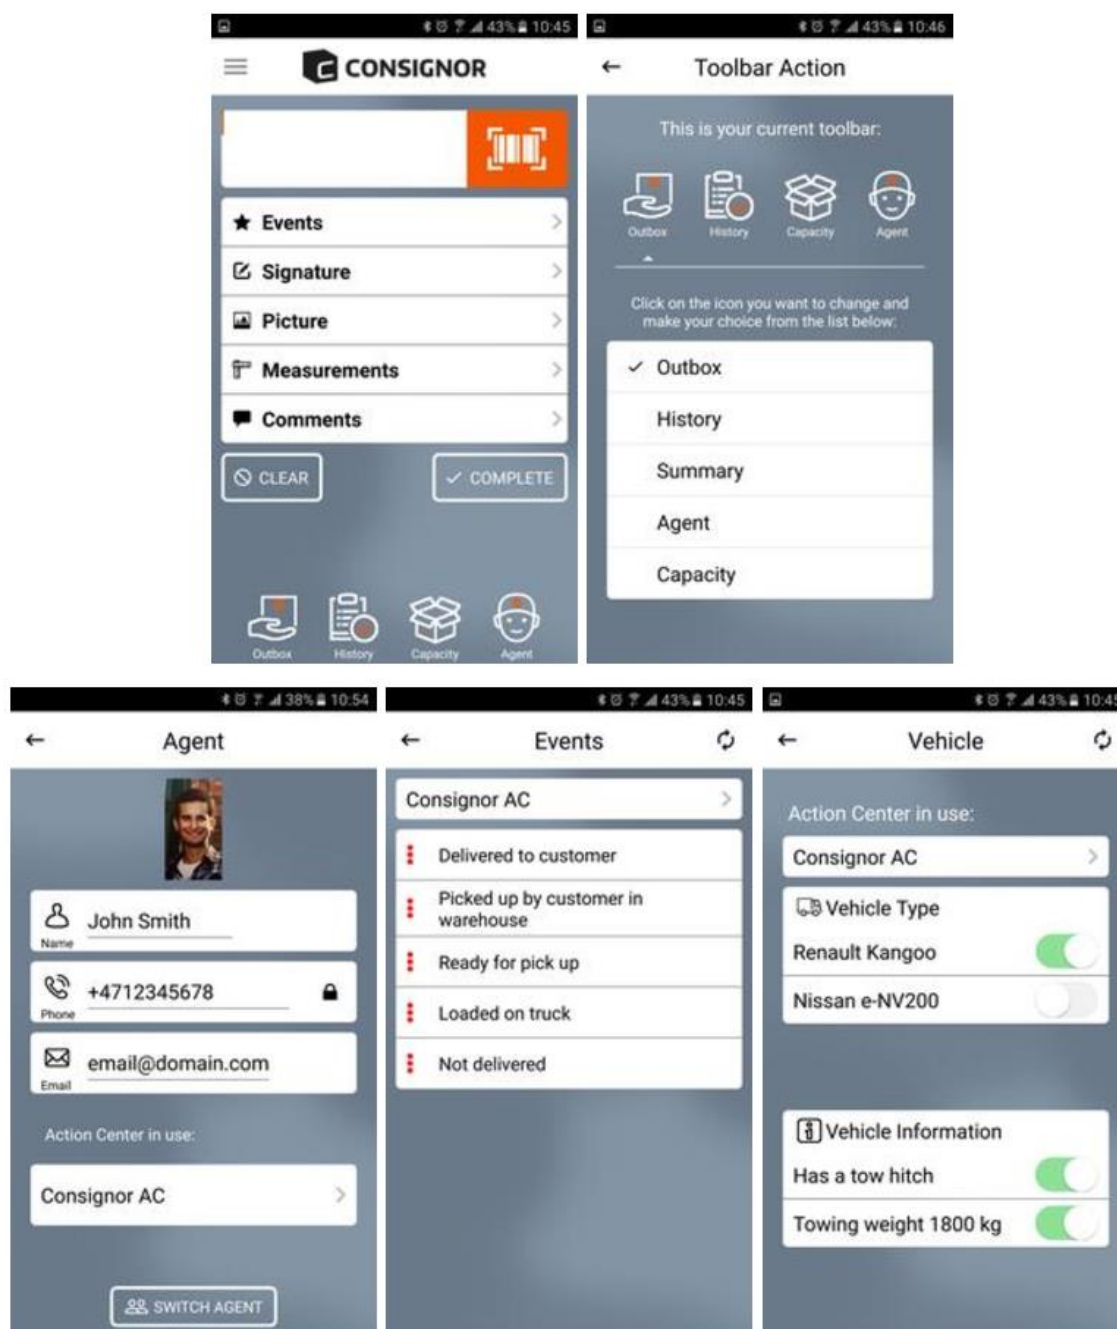 43% 10:45
CONSIGNOR
Events
Signature
Picture
Measurements
Comments
CLEAR
COMPLETE
Outbox
History
Capacity
Agent
43% 10:46
Toolbar Action
This is your current toolbar:
Outbox
History
Capacity
Agent
Click on the icon you want to change and
make your choice from the list below:
Outbox
History
Summary
Agent
Capacity
38% 10:54
Agent
Name
John Smith
Phone
+4712345678
Email
email@domain.com
Action Center in use:
Consignor AC
SWITCH AGENT
43% 10:45
Events
Consignor AC
Delivered to customer
Picked up by customer in
warehouse
Ready for pick up
Loaded on truck
Not delivered
43% 10:45
Vehicle
Action Center in use:
Consignor AC
Vehicle Type
Renault Kangoo
Nissan e-NV200
Vehicle Information
Has a tow hitch
Towing weight 1800 kg